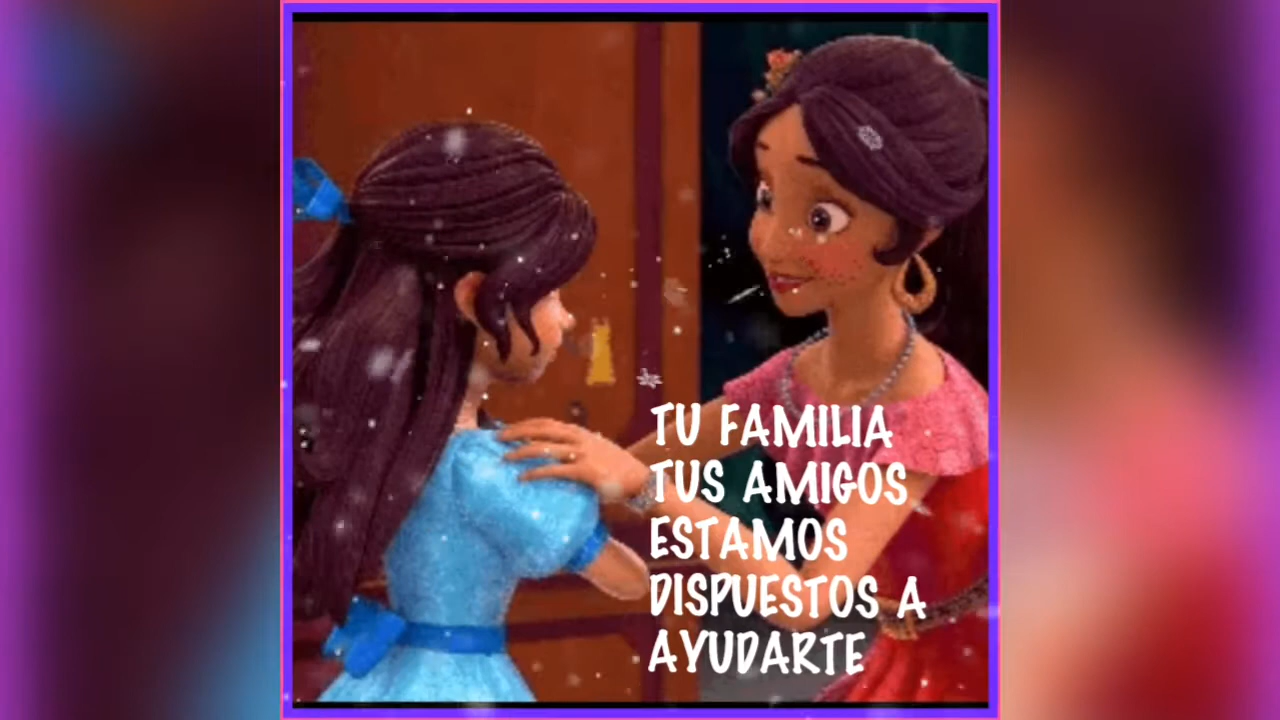 TU FAMILIA
TUS AMIGOS
ESTAMOS
DISPUESTOS A
AYUDARTE